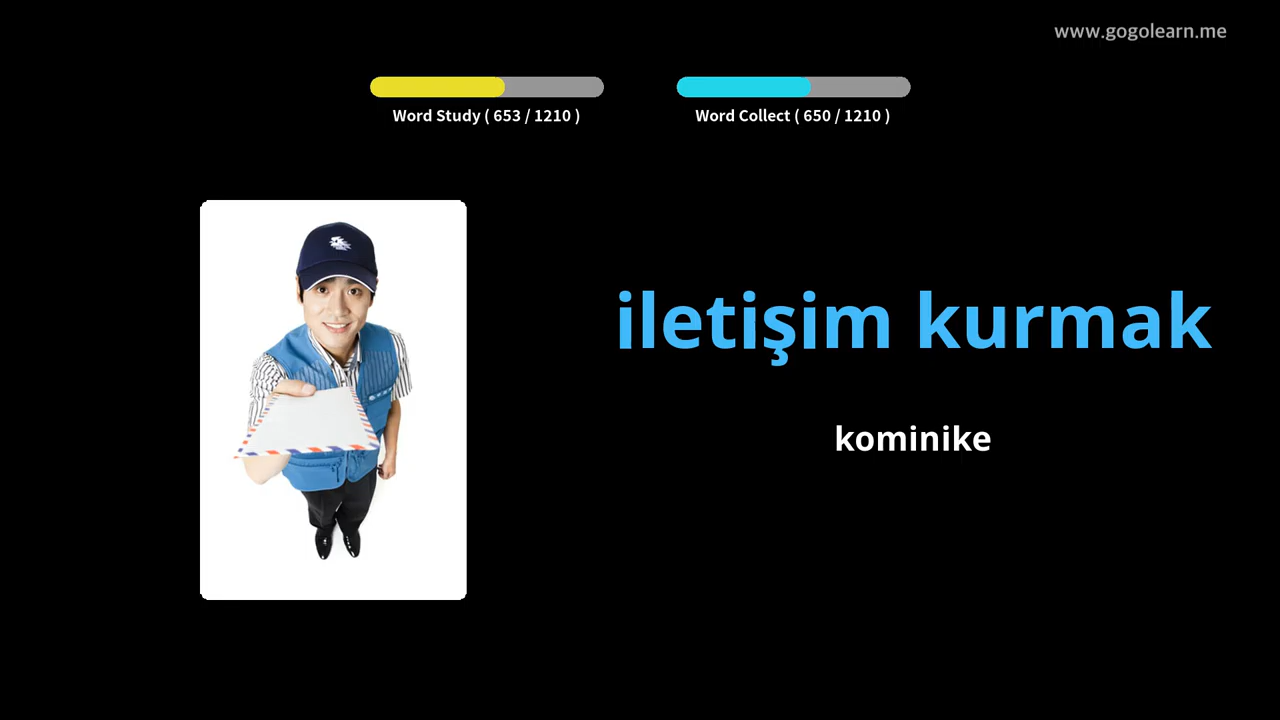 www.gogolearn.me
Word Study ( 653 / 1210 )
Word Collect ( 650 / 1210 )
iletişim kurmak
kominike